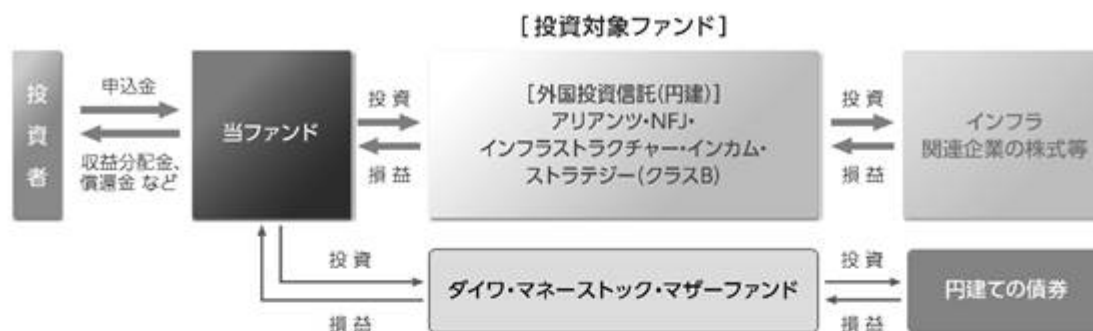 [投資対象ファンド]
投資者
申込金
収益分配金、
償還金 など
当ファンド
投資
損益
[外国投資信託(円建)]
アリアンツ・NFJ・
インフラストラクチャー・インカム・
ストラテジー(クラスB)
投資
損益
インフラ
関連企業の株式等
投資
損益
ダイワ・マネーストック・マザーファンド
投資
損益
円建ての債券